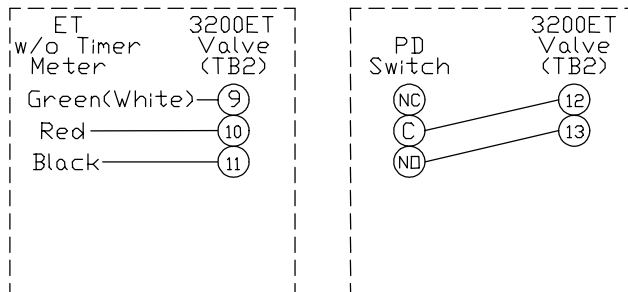 ET 3200ET
w/o Timer Valve
Meter (TB2)
Green(White) 9
Red 10
Black 11
3200ET
PD Valve
Switch (TB2)
NC 12
C 13
NO